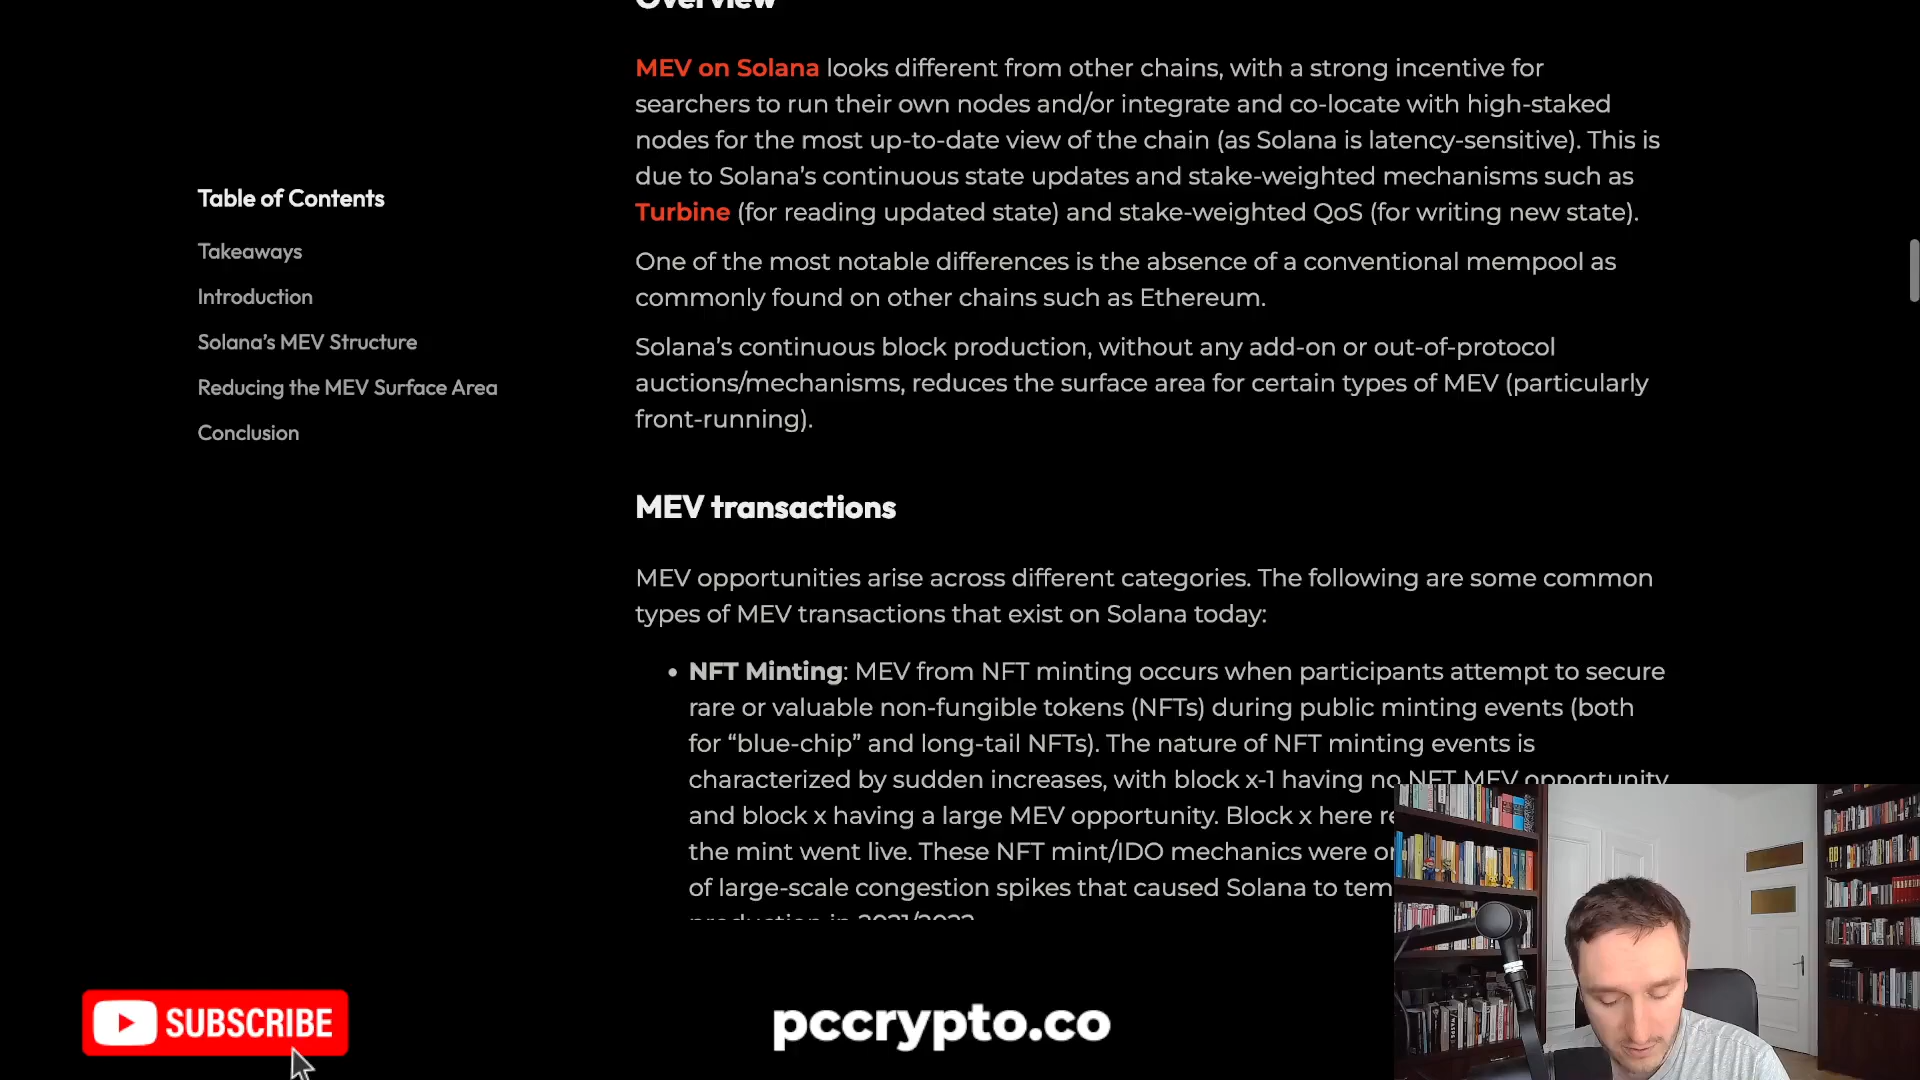 Overview
MEV on Solana looks different from other chains, with a strong incentive for
searchers to run their own nodes and/or integrate and co-locate with high-staked
nodes for the most up-to-date view of the chain (as Solana is latency-sensitive). This is
due to Solana's continuous state updates and stake-weighted mechanisms such as
Turbine (for reading updated state) and stake-weighted QoS (for writing new state).
One of the most notable differences is the absence of a conventional mempool as
commonly found on other chains such as Ethereum.
Solana's continuous block production, without any add-on or out-of-protocol
auctions/mechanisms, reduces the surface area for certain types of MEV (particularly
front-running).
Table of Contents
Takeaways
Introduction
Solana's MEV Structure
Reducing the MEV Surface Area
Conclusion
MEV transactions
MEV opportunities arise across different categories. The following are some common
types of MEV transactions that exist on Solana today:
• NFT Minting: MEV from NFT minting occurs when participants attempt to secure
rare or valuable non-fungible tokens (NFTs) during public minting events (both
for “blue-chip” and long-tail NFTs). The nature of NFT minting events is
characterized by sudden increases, with block x-1 having no NFT MEV opportunity
and block x having a large MEV opportunity. Block x here
the mint went live. These NFT mint/IDO mechanics were
of large-scale congestion spikes that caused Solana to
production in 2021/2022
SUBSCRIBE
pccrypto.co